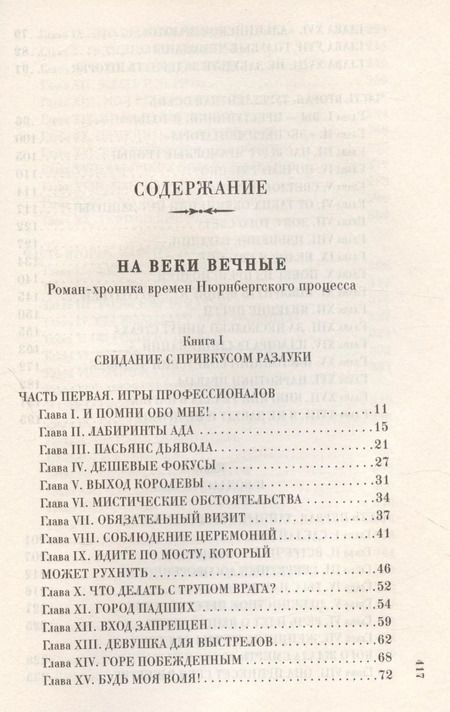 СОДЕРЖАНИЕ
НА ВЕКИ ВЕЧНЫЕ
Роман-хроника времен Нюрнбергского процесса
Книга I
СВИДАНИЕ С ПРИВКУСОМ РАЗЛУКИ
ЧАСТЬ ПЕРВАЯ. ИГРЫ ПРОФЕССИОНАЛОВ
Глава I. И ПОМНИ ОБО МНЕ! 11
Глава II. ЛАБИРИНТЫ АДА 15
Глава III. ПАСЬЯНС ДЬЯВОЛА 21
Глава IV. ДЕШЕВЫЕ ФОКУСЫ 27
Глава V. ВЫХОД КОРОЛЕВЫ 31
Глава VI. МИСТИЧЕСКИЕ ОБСТОЯТЕЛЬСТВА 34
Глава VII. ОБЯЗАТЕЛЬНЫЙ ВИЗИТ 37
Глава VIII. СОБЛЮДЕНИЕ ЦЕРЕМОНИЙ 41
Глава IX. ИДИТЕ ПО МОСТУ, КОТОРЫЙ
МОЖЕТ РУХНУТЬ 46
Глава X. ЧТО ДЕЛАТЬ С ТРУПОМ ВРАГА? 52
Глава XI. ГОРОД ПАДШИХ 54
Глава XII. ВХОД ЗАПРЕЩЕН 59
Глава XIII. ДЕВУШКА ДЛЯ ВЫСТРЕЛОВ 62
Глава XIV. ГОРЕ ПОБЕЖДЕННЫМ 68
Глава XV. БУДЬ МОЯ ВОЛЯ! 72
417